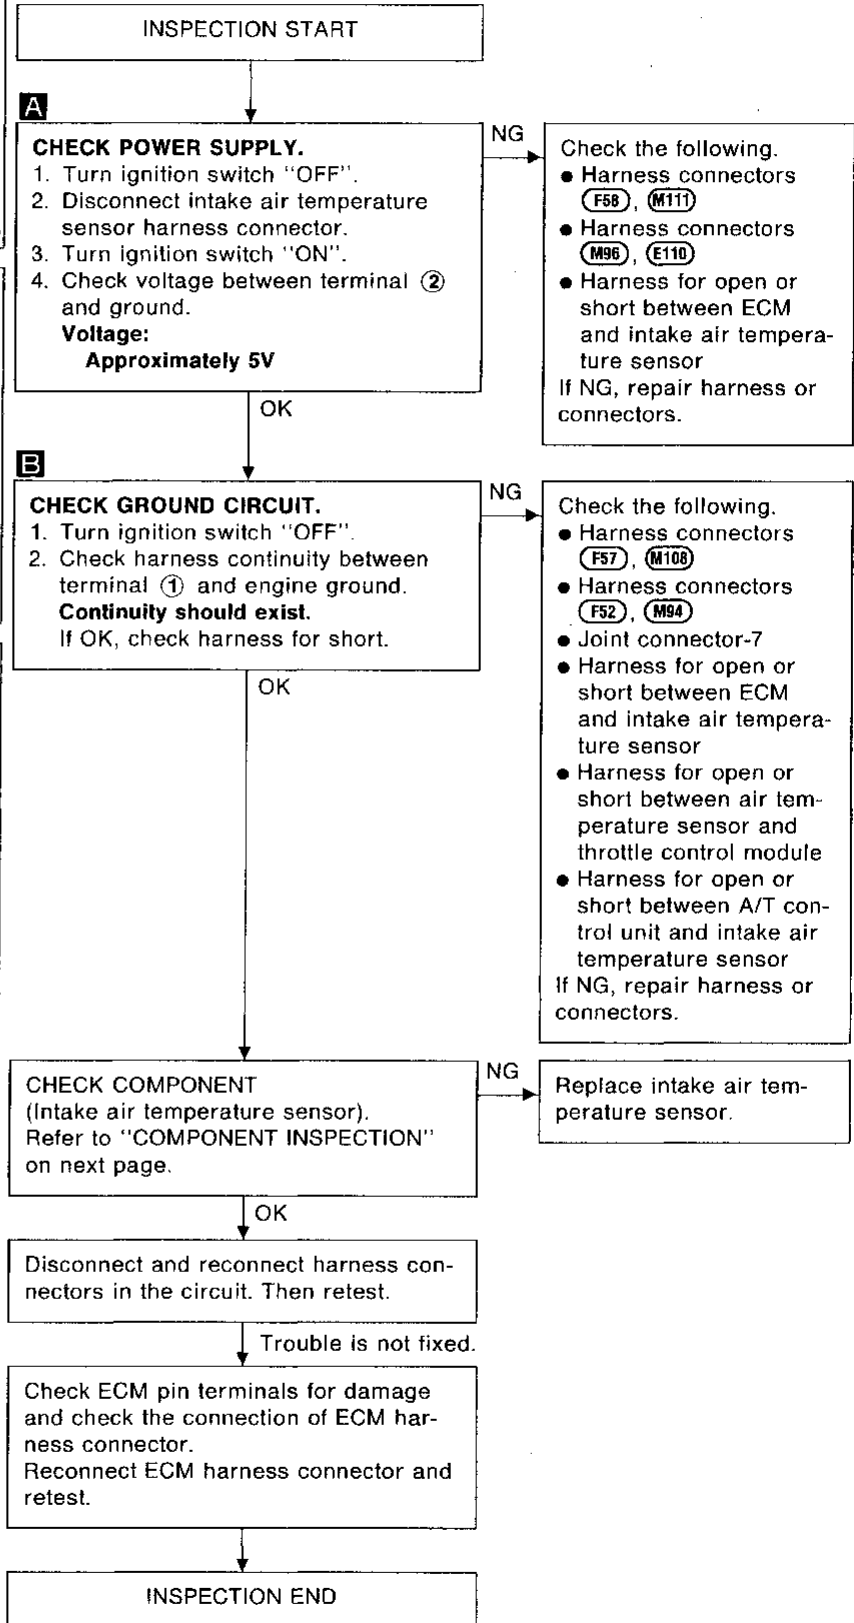 INSPECTION START
A
CHECK POWER SUPPLY.
1. Turn ignition switch "OFF".
2. Disconnect intake air temperature
sensor harness connector.
3. Turn ignition switch "ON".
4. Check voltage between terminal ②
and ground.
Voltage:
Approximately 5V
NG
Check the following.
● Harness connectors
F58, M111
● Harness connectors
M96, E110
● Harness for open or
short between ECM
and intake air tempera-
ture sensor
If NG, repair harness or
connectors.
OK
B
CHECK GROUND CIRCUIT.
1. Turn ignition switch "OFF".
2. Check harness continuity between
terminal ① and engine ground.
Continuity should exist.
If OK, check harness for short.
NG
Check the following.
● Harness connectors
F57, M108
● Harness connectors
F52, M94
● Joint connector-7
● Harness for open or
short between ECM
and intake air tempera-
ture sensor
● Harness for open or
short between air tem-
perature sensor and
throttle control module
● Harness for open or
short between A/T con-
trol unit and intake air
temperature sensor
If NG, repair harness or
connectors.
OK
CHECK COMPONENT
(Intake air temperature sensor).
Refer to "COMPONENT INSPECTION"
on next page.
NG
Replace intake air tem-
perature sensor.
OK
Disconnect and reconnect harness con-
nectors in the circuit. Then retest.
Trouble is not fixed.
Check ECM pin terminals for damage
and check the connection of ECM har-
ness connector.
Reconnect ECM harness connector and
retest.
INSPECTION END